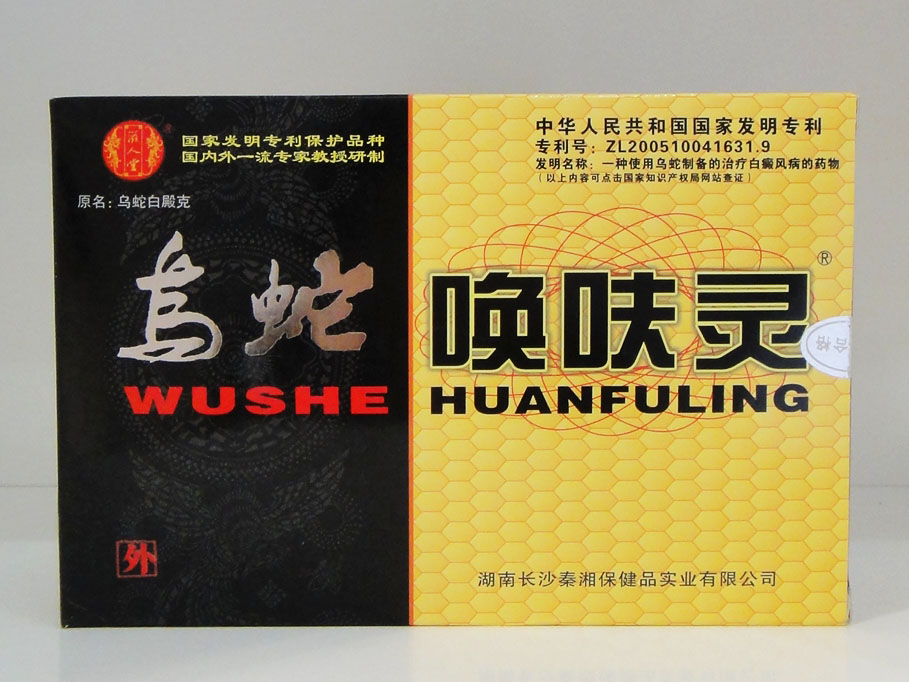 苐人堂®
国家发明专利保护品种
国内外一流专家教授研制
原名：乌蛇白殿克
乌蛇
WUSHE
外
中华人民共和国国家发明专利
专利号：ZL200510041631.9
发明名称：一种使用乌蛇制备的治疗白癜风病的药物
（以上内容可点击国家知识产权局网站查证）
唤呋灵®
HUANFULING
合格
湖南长沙秦湘保健品实业有限公司